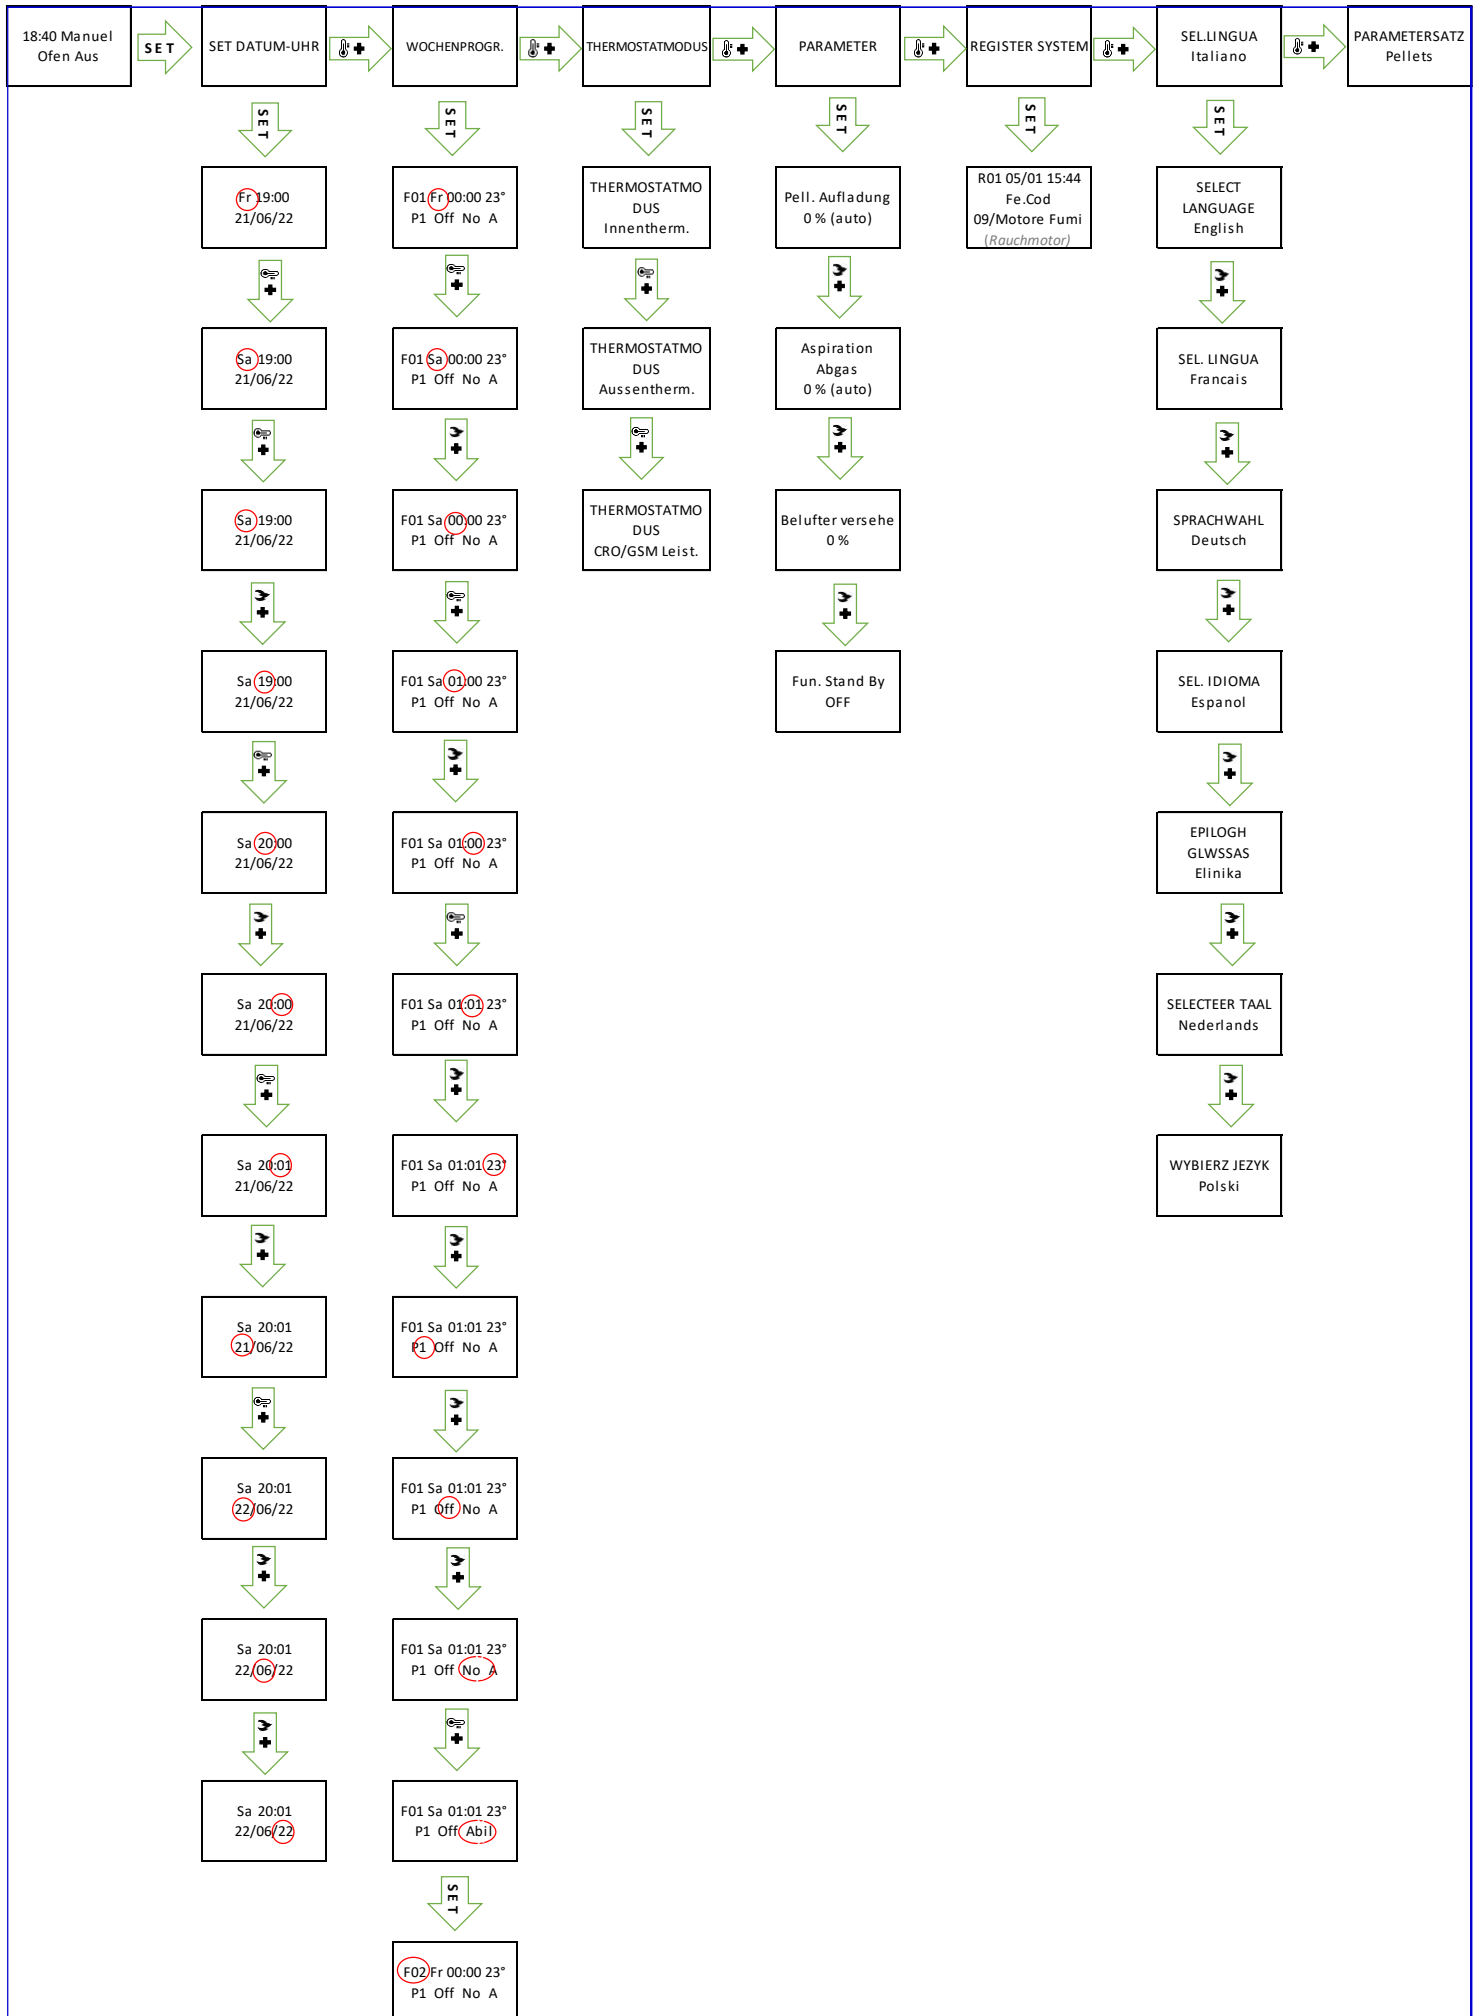 18:40 Manuel
Ofen Aus
SET
SET DATUM-UHR
WOCHENPROGR.
THERMOSTATMODUS
PARAMETER
REGISTER SYSTEM
SEL.LINGUA
Italiano
PARAMETERSATZ
Pellets
SET
Fr 19:00
21/06/22
Sa 19:00
21/06/22
Sa 19:00
21/06/22
Sa 19:00
21/06/22
Sa 20:00
21/06/22
Sa 20:00
21/06/22
Sa 20:01
21/06/22
Sa 20:01
21/06/22
Sa 20:01
22/06/22
Sa 20:01
22/06/22
Sa 20:01
22/06/22
SET
F01 Fr 00:00 23°
P1 Off No A
F01 Sa 00:00 23°
P1 Off No A
F01 Sa 00:00 23°
P1 Off No A
F01 Sa 01:00 23°
P1 Off No A
F01 Sa 01:00 23°
P1 Off No A
F01 Sa 01:01 23°
P1 Off No A
F01 Sa 01:01 23°
P1 Off No A
F01 Sa 01:01 23°
P1 Off No A
F01 Sa 01:01 23°
P1 Off No A
F01 Sa 01:01 23°
P1 Off No A
F01 Sa 01:01 23°
P1 Off Abil
SET
F02 Fr 00:00 23°
P1 Off No A
SET
THERMOSTATMO
DUS
Innentherm.
THERMOSTATMO
DUS
Aussentherm.
THERMOSTATMO
DUS
CRO/GSM Leist.
SET
Pell. Aufladung
0 % (auto)
Aspiration
Abgas
0 % (auto)
Belufter versehe
0 %
Fun. Stand By
OFF
SET
R01 05/01 15:44
Fe.Cod
09/Motore Fumi
(Rauchmotor)
SET
SELECT
LANGUAGE
English
SEL. LINGUA
Francais
SPRACHWAHL
Deutsch
SEL. IDIOMA
Espanol
EPILOGH
GLWSSAS
Elinika
SELECTEER TAAL
Nederlands
WYBIERZ JEZYK
Polski